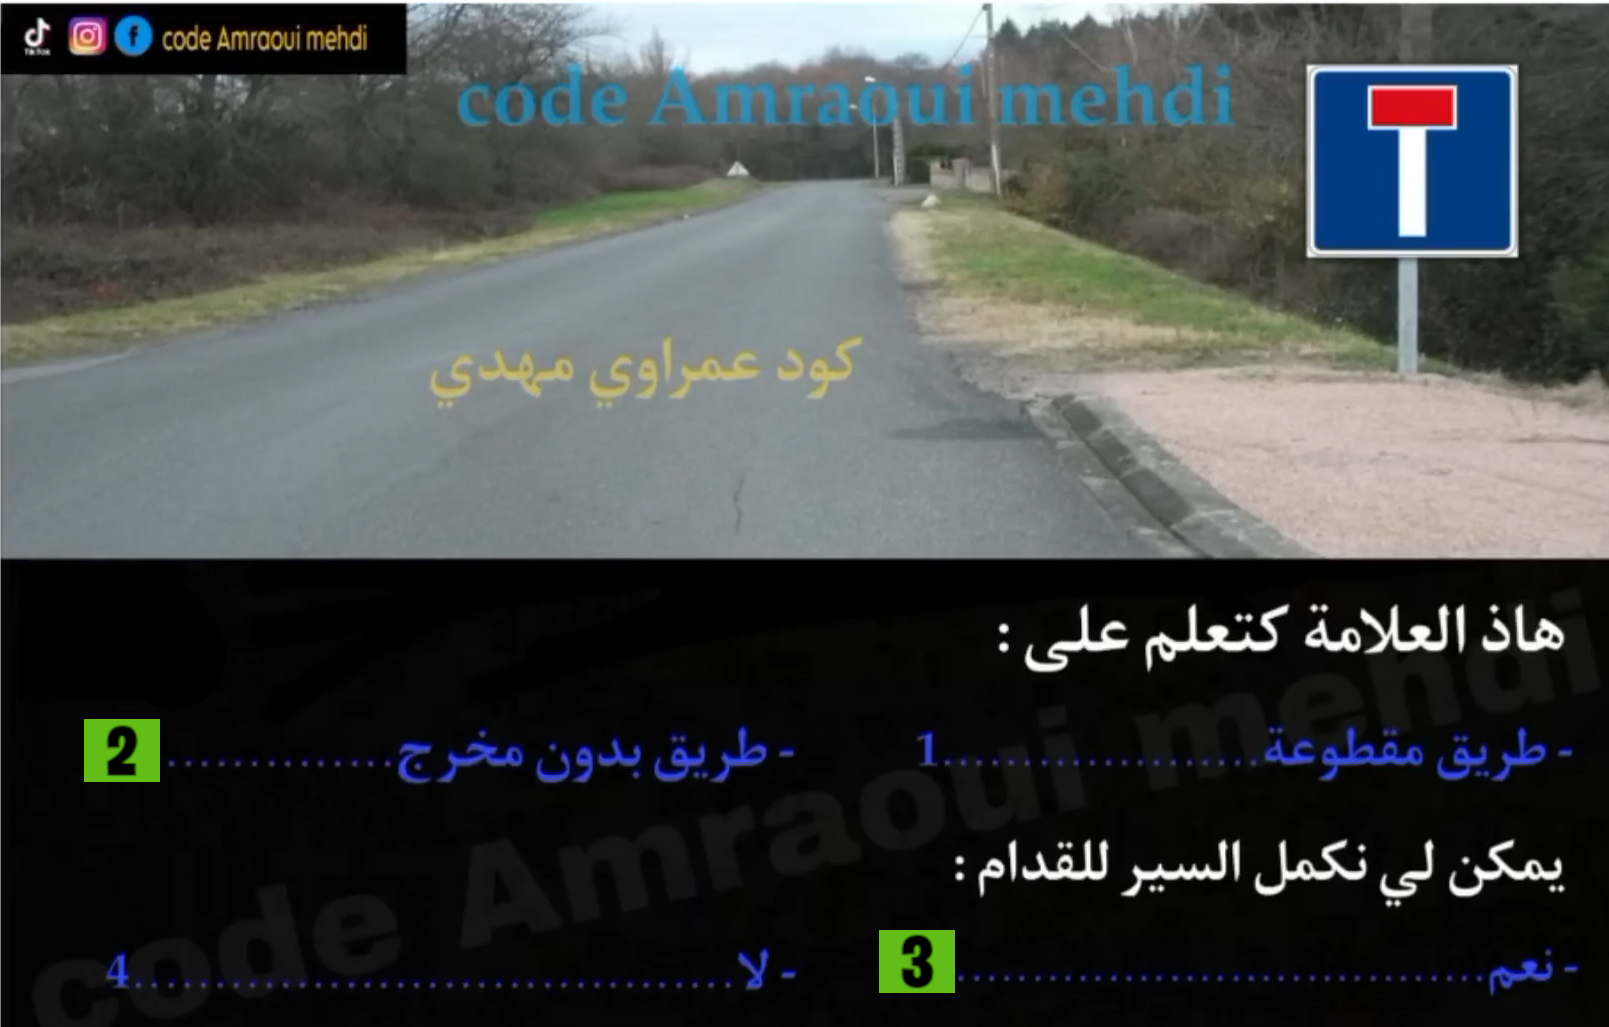 TikTok
code Amraoui mehdi
code Amraoui mehdi
كود عمراوي مهدي
هاذ العلامة كتعلم على :
- طريق مقطوعة....................1
- طريق بدون مخرج............... 2
يمكن لي نكمل السير للقدام :
- نعم.................................. 3
- لا......................................4
code Amraoui mehdi